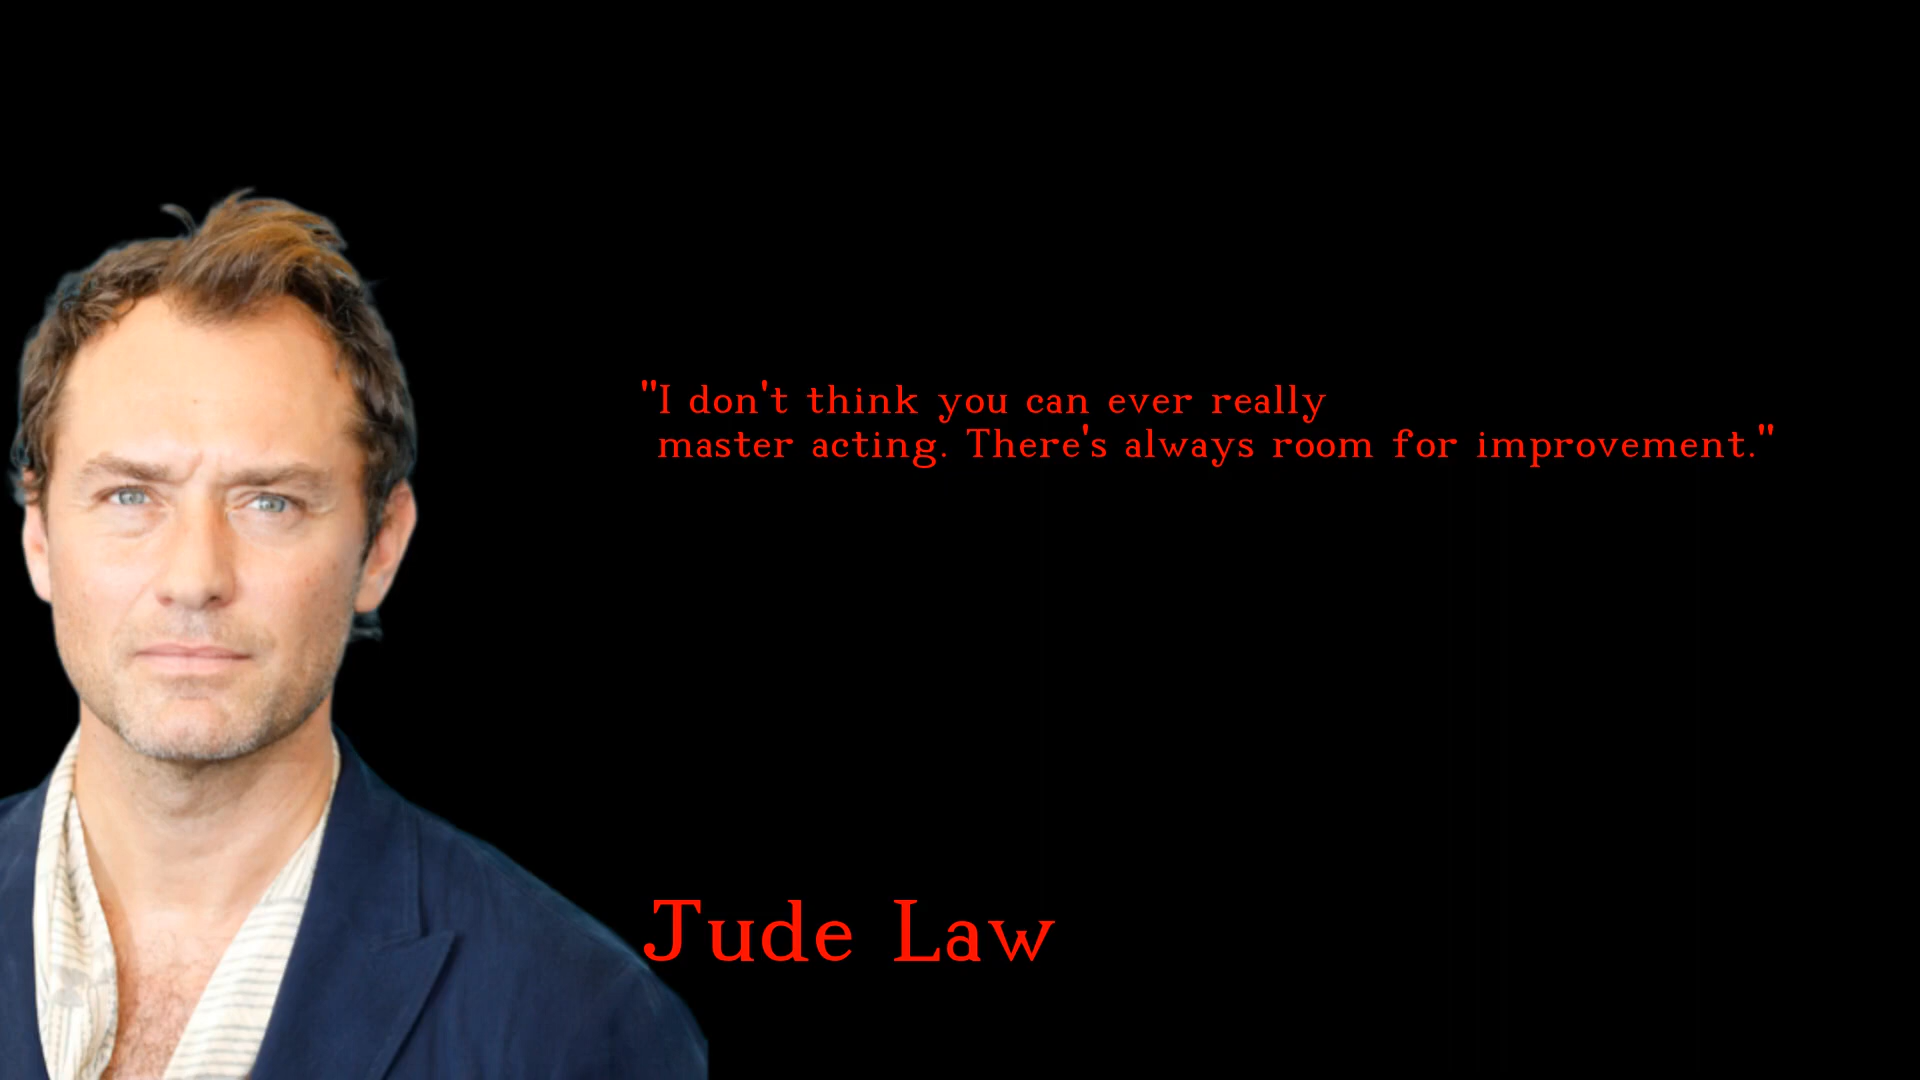 "I don't think you can ever really
master acting. There's always room for improvement."
Jude Law